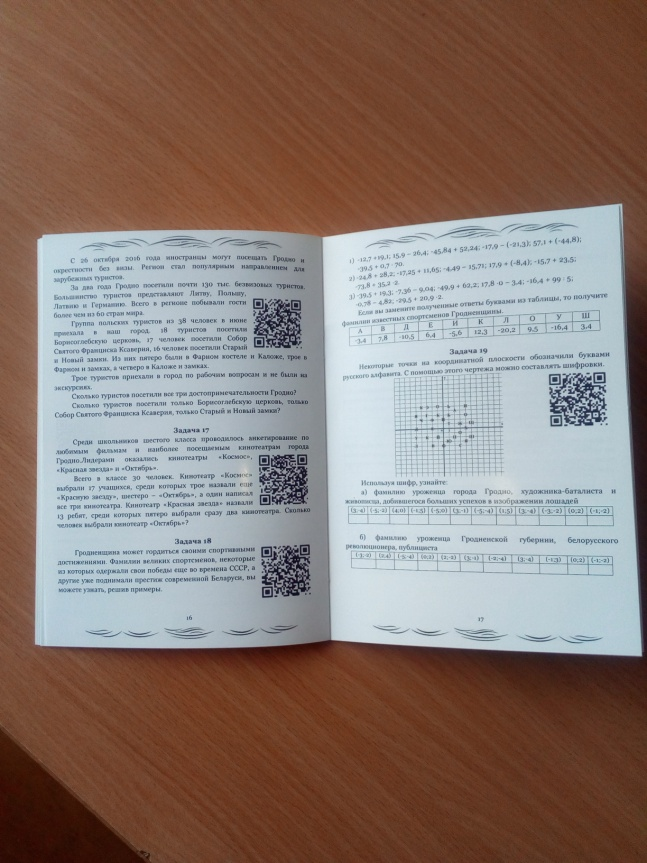 С 26 октября 2016 года иностранцы могут посещать Гродно и
окрестности без визы. Регион стал популярным направлением для
зарубежных туристов.
За два года Гродно посетили почти 130 тыс. безвизовых туристов.
Большинство туристов представляют Литву, Польшу,
Латвию и Германию. Всего в регионе побывали гости
более чем из 60 стран мира.
Группа польских туристов из 38 человек в июне
приехала в наш город. 18 туристов посетили
Борисоглебскую церковь, 17 человек посетили Собор
Святого Франциска Ксаверия, 16 человек посетили Старый
и Новый замки. Из них пятеро были в Фарном костеле и Каложе, трое в
Фарном и замках, а четверо в Каложе и замках.
Трое туристов приехали в город по рабочим вопросам и не были на
экскурсиях.
Сколько туристов посетили все три достопримечательности Гродно?
Сколько туристов посетили только Борисоглебскую церковь, только
Собор Святого Франциска Ксаверия, только Старый и Новый замки?
Задача 17
Среди школьников шестого класса проводилось анкетирование по
любимым фильмам и наиболее посещаемым кинотеатрам города
Гродно. Лидерами оказались кинотеатры «Космос»,
«Красная звезда» и «Октябрь».
Всего в классе 30 человек. Кинотеатр «Космос»
выбрали 17 учащихся, среди которых трое назвали еще
«Красную звезду», шестеро – «Октябрь», а один написал
все три кинотеатра. Кинотеатр «Красная звезда» назвали
13 ребят, среди которых пятеро выбрали сразу два кинотеатра. Сколько
человек выбрали кинотеатр «Октябрь»?
Задача 18
Гродненщина может гордиться своими спортивными
достижениями. Фамилии великих спортсменов, некоторые
из которых одержали свои победы еще во времена СССР, а
другие уже поднимали престиж современной Беларуси, вы
можете узнать, решив примеры.
16
1) -12,7 +19,1; 15,9 – 26,4; -45,84 + 52,24; -17,9 – (-21,3); 57,1 + (-44,8);
-39,5 + 0,7 · 70.
2) -24,8 + 28,2; -17,25 + 11,65; -4,49 – 15,71; 17,9 + (-8,4); -15,7 + 23,5;
-73,8 + 35,2 · 2.
3) -39,5 + 19,3; -7,36 – 9,04; -49,9 + 62,2; 17,8 · 0 – 3,4; -16,4 + 99 : 5;
-0,78 – 4,82; -29,5 + 20,9 · 2.
Если вы замените полученные ответы буквами из таблицы, то получите
фамилии известных спортсменов Гродненщины.
А В Д Е И К Л О У Ш
-3,4 7,8 -10,5 6,4 -5,6 12,3 -20,2 9,5 -16,4 3,4
Задача 19
Некоторые точки на координатной плоскости обозначили буквами
русского алфавита. С помощью этого чертежа можно составлять шифровки.
Используя шифр, узнайте:
а) фамилию уроженца города Гродно, художника-баталиста и
живописца, добившегося больших успехов в изображении лошадей
(3;-4) (-5;-2) (4;0) (-1;3) (-5;0) (3;-1) (-5;-4) (1;5) (3;-4) (-3;-2) (0;2) (-1;-2)
б) фамилию уроженца Гродненской губернии, белорусского
революционера, публициста
(3;-1) (-2;-4) (3;-4) (-1;3) (0;2) (-1;-2)
17